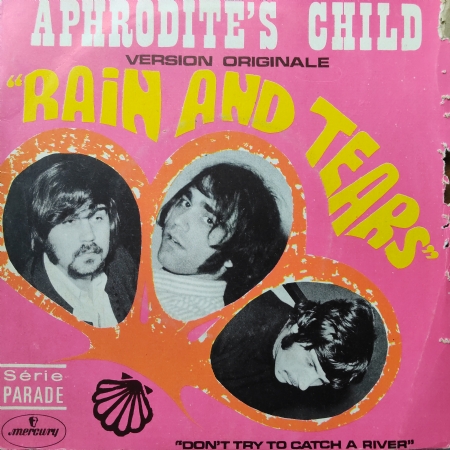 APHRODITE'S CHILD
VERSION ORIGINALE
"RAiN AND TEARS"
Série
PARADE
mercury
"DON'T TRY TO CATCH A RIVER"